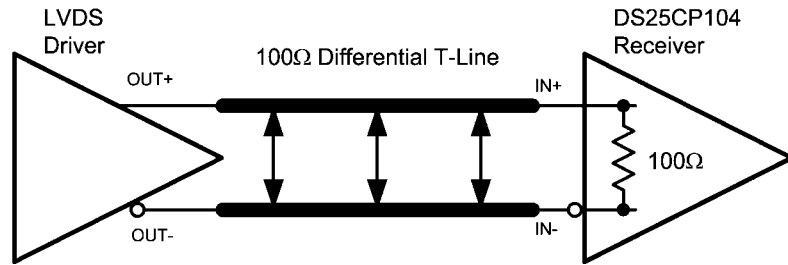 LVDS
Driver
DS25CP104
Receiver
100Ω Differential T-Line
OUT+
IN+
100Ω
OUT-
IN-